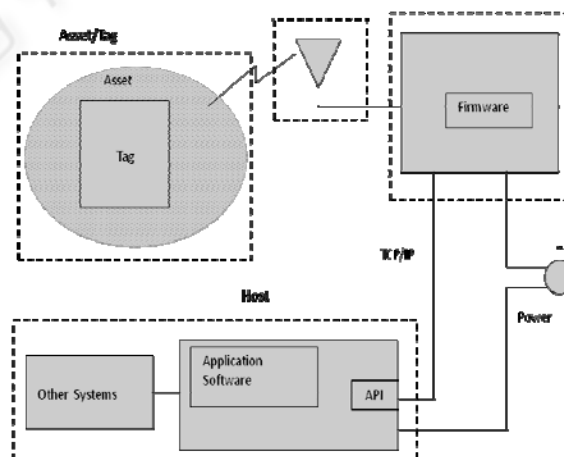 Asset/Tag
Asset
Tag
Firmware
TCP/IP
Power
Host
Application
Software
API
Other Systems